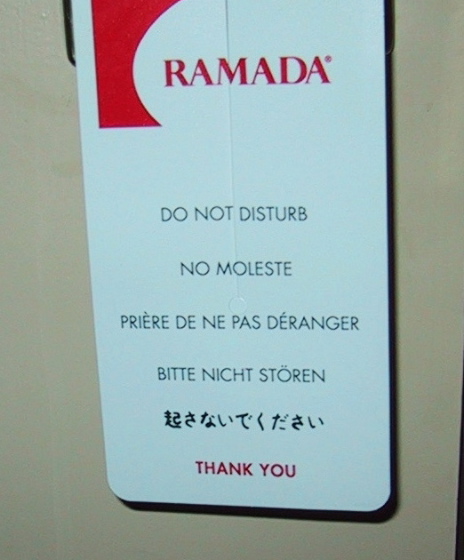 RAMADA®
DO NOT DISTURB
NO MOLESTE
PRIÈRE DE NE PAS DÉRANGER
BITTE NICHT STÖREN
起さないでください
THANK YOU